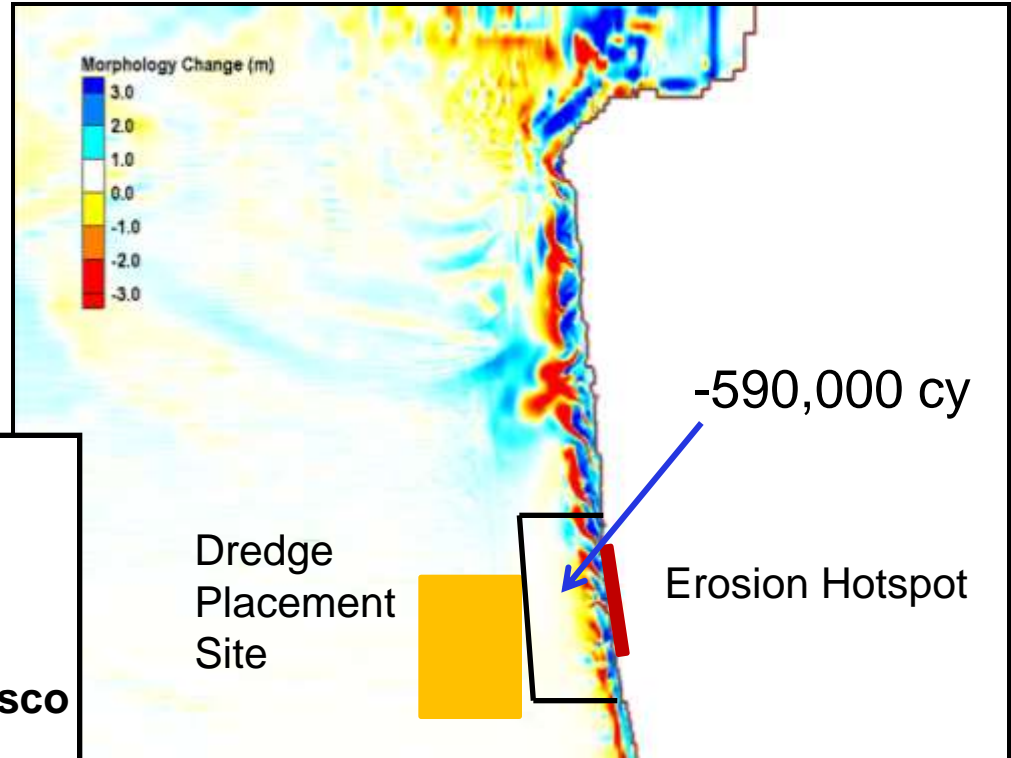 Morphology Change (m)
3.0
2.0
1.0
0.0
-1.0
-2.0
-3.0
-590,000 cy
Dredge
Placement
Site
Erosion Hotspot
sco